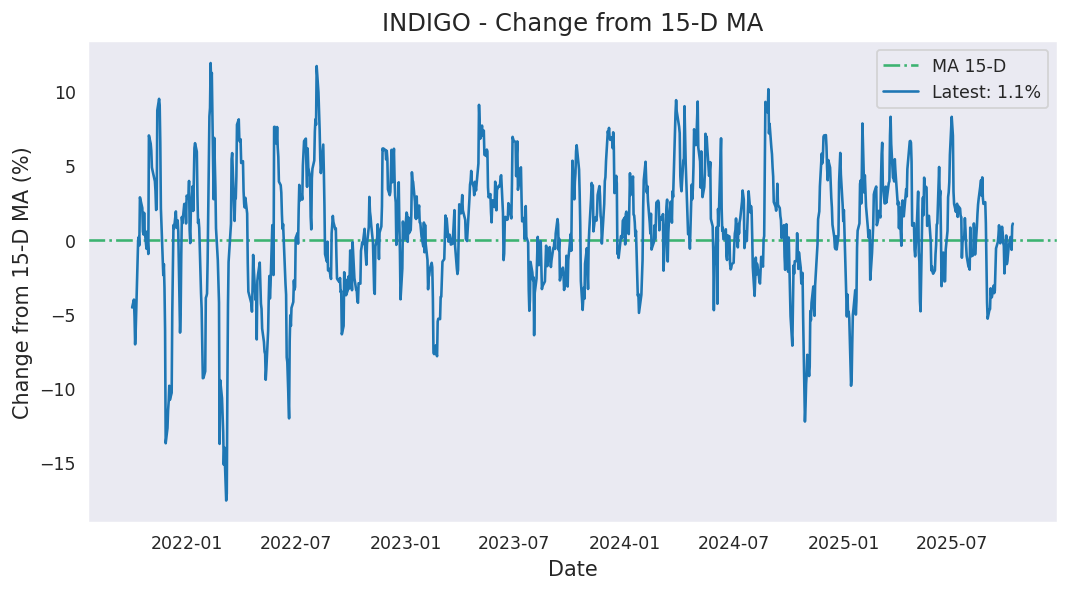 INDIGO - Change from 15-D MA
MA 15-D
Latest: 1.1%
Change from 15-D MA (%)
10
5
0
−5
−10
−15
2022-01 2022-07 2023-01 2023-07 2024-01 2024-07 2025-01 2025-07
Date